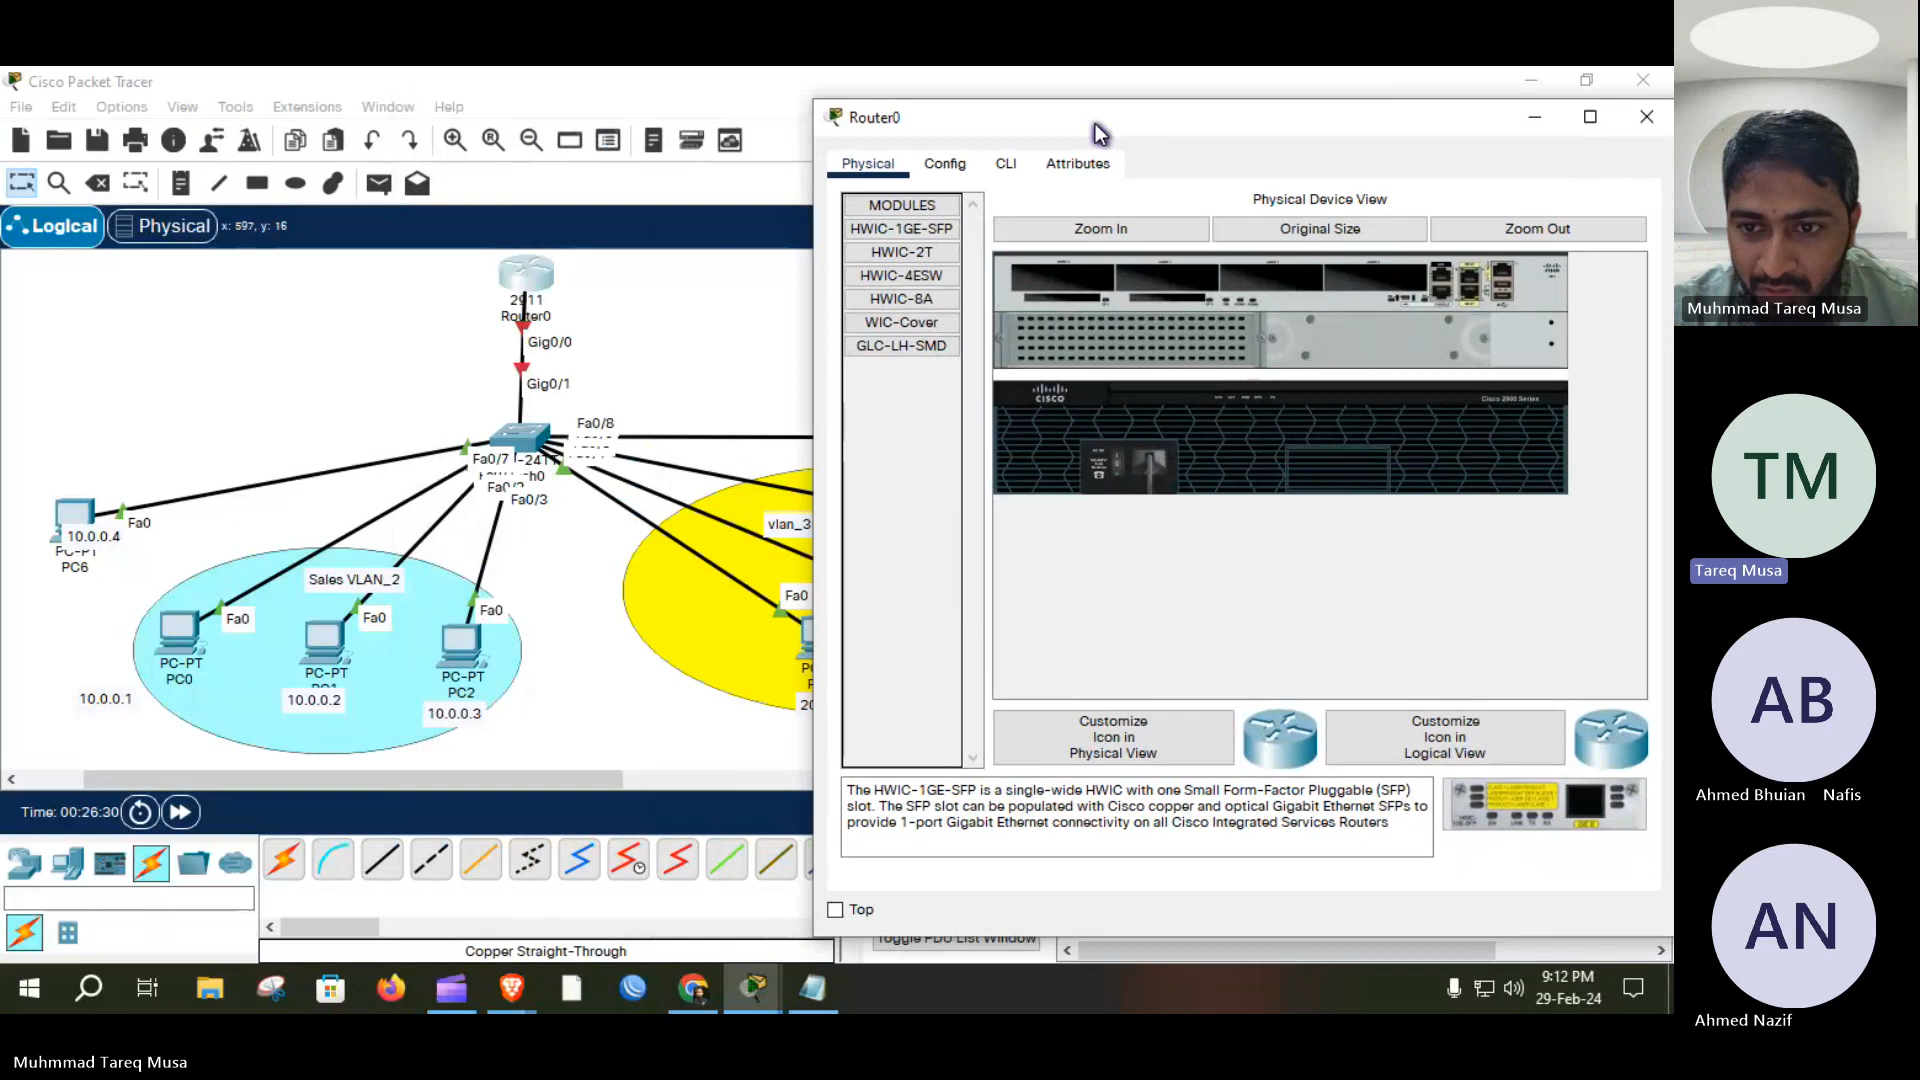 Cisco Packet Tracer
File Edit Options View Tools Extensions Window Help
Logical
Physical
x: 597, y: 16
2911
Router0
Gig0/0
Gig0/1
Fa0/8
Fa0/7
Fa0/3
Fa0
10.0.0.4
PC-PT
PC6
Sales VLAN_2
Fa0
Fa0
Fa0
PC-PT
PC0
PC-PT
PC-PT
PC2
10.0.0.1
10.0.0.2
10.0.0.3
vlan_3
Fa0
Time: 00:26:30
Copper Straight-Through
Toggle PDU List Window
Router0
Physical Config CLI Attributes
MODULES
HWIC-1GE-SFP
HWIC-2T
HWIC-4ESW
HWIC-8A
WIC-Cover
GLC-LH-SMD
Physical Device View
Zoom In
Original Size
Zoom Out
CISCO
Cisco 2900 Series
Customize
Icon in
Physical View
Customize
Icon in
Logical View
The HWIC-1GE-SFP is a single-wide HWIC with one Small Form-Factor Pluggable (SFP)
slot. The SFP slot can be populated with Cisco copper and optical Gigabit Ethernet SFPs to
provide 1-port Gigabit Ethernet connectivity on all Cisco Integrated Services Routers
Top
9:12 PM
29-Feb-24
Muhmmad Tareq Musa
TM
Tareq Musa
AB
Ahmed Bhuian Nafis
AN
Ahmed Nazif
Muhmmad Tareq Musa